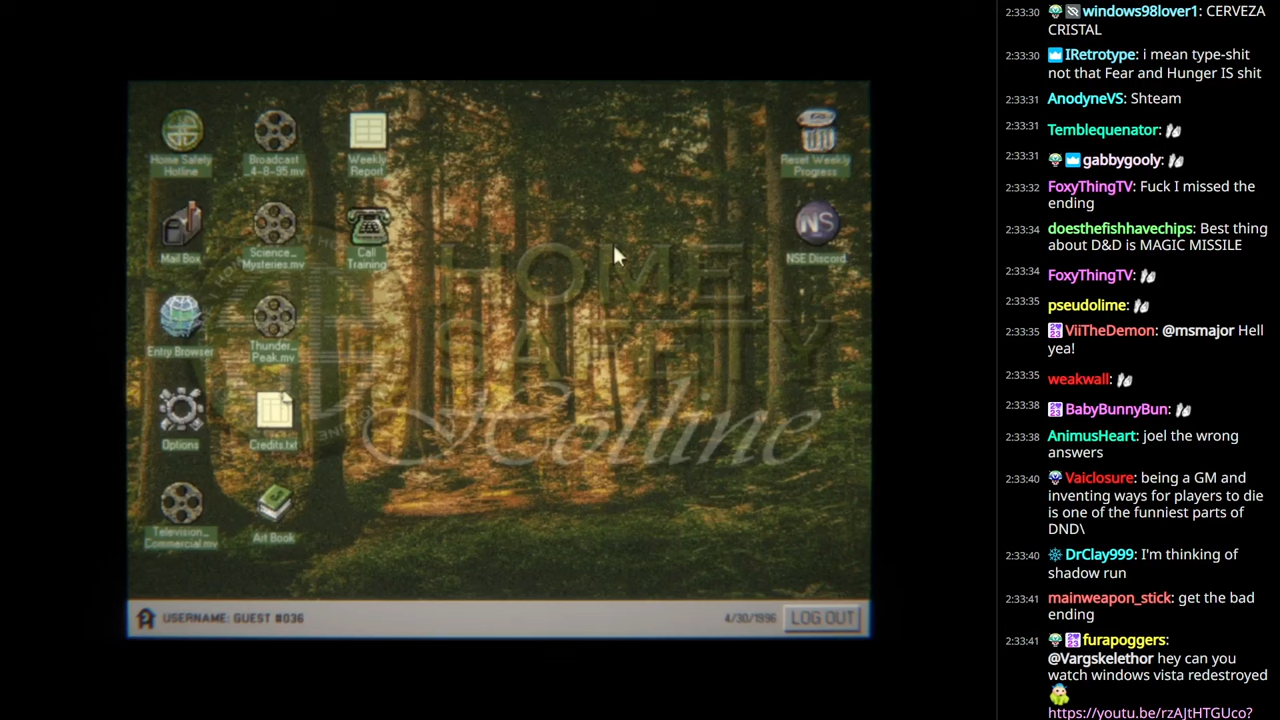 Home Safely
Hotline
Broadcast
_4-8-95.mv
Weekly
Report
Reset Weekly
Progress
Mail Box
Science_
Mysteries.mv
Call
Training
NS
NSE Discord
Entry Browser
Thunder_
Peak.mv
Options
Credits.txt
Television_
Commercial.mv
Art Book
HOME
SAFETY
Hotline
USERNAME: GUEST #036
4/30/1996
LOG OUT
2:33:30 windows98lover1: CERVEZA
CRISTAL
2:33:30 IRetrotype: i mean type-shit
not that Fear and Hunger IS shit
2:33:31 AnodyneVS: Shteam
2:33:31 Temblequenator:
2:33:31 gabbygooly:
2:33:32 FoxyThingTV: Fuck I missed the
ending
2:33:34 doesthefishhavechips: Best thing
about D&D is MAGIC MISSILE
2:33:34 FoxyThingTV:
2:33:35 pseudolime:
2:33:35 ViiTheDemon: @msmajor Hell
yea!
2:33:35 weakwall:
2:33:38 BabyBunnyBun:
2:33:38 AnimusHeart: joel the wrong
answers
2:33:40 Vaiclosure: being a GM and
inventing ways for players to die
is one of the funniest parts of
DND\
2:33:40 DrClay999: I'm thinking of
shadow run
2:33:41 mainweapon_stick: get the bad
ending
2:33:41 furapoggers:
@Vargskelethor hey can you
watch windows vista redestroyed
https://youtu.be/rzAJtHTGUco?